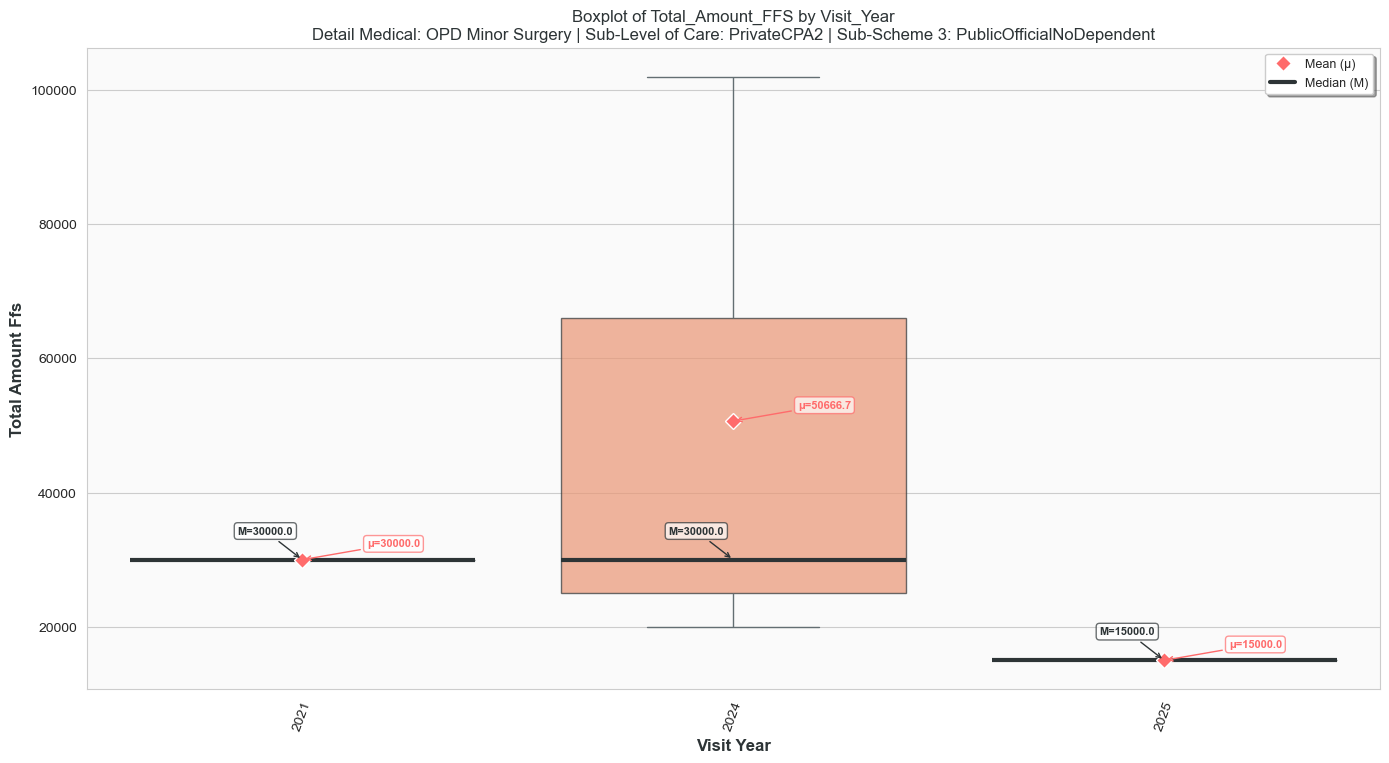 Boxplot of Total_Amount_FFS by Visit_Year
Detail Medical: OPD Minor Surgery | Sub-Level of Care: PrivateCPA2 | Sub-Scheme 3: PublicOfficialNoDependent
Mean (μ)
Median (M)
Total Amount Ffs
100000
80000
60000
40000
20000
M=30000.0
μ=30000.0
μ=50666.7
M=30000.0
M=15000.0
μ=15000.0
2021
2024
2025
Visit Year